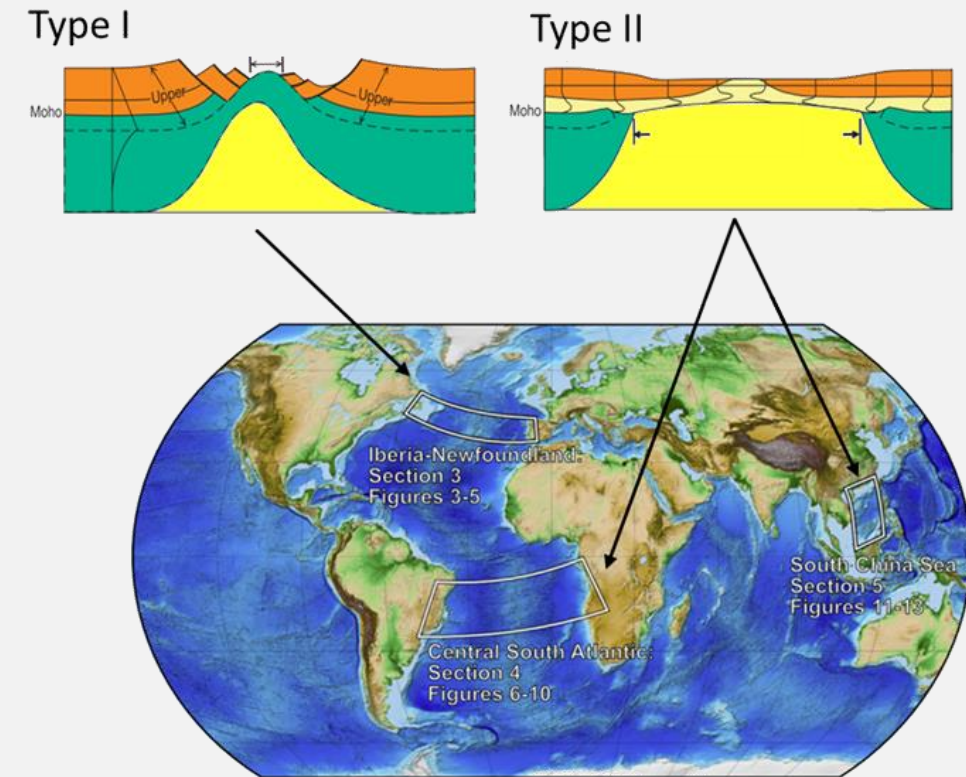 Type I
Type II
Upper
Upper
Moho
Moho
Iberia-Newfoundland:
Section 3
Figures 3-5
South China Sea
Section 5
Figures 11-13
Central South Atlantic:
Section 4
Figures 6-10